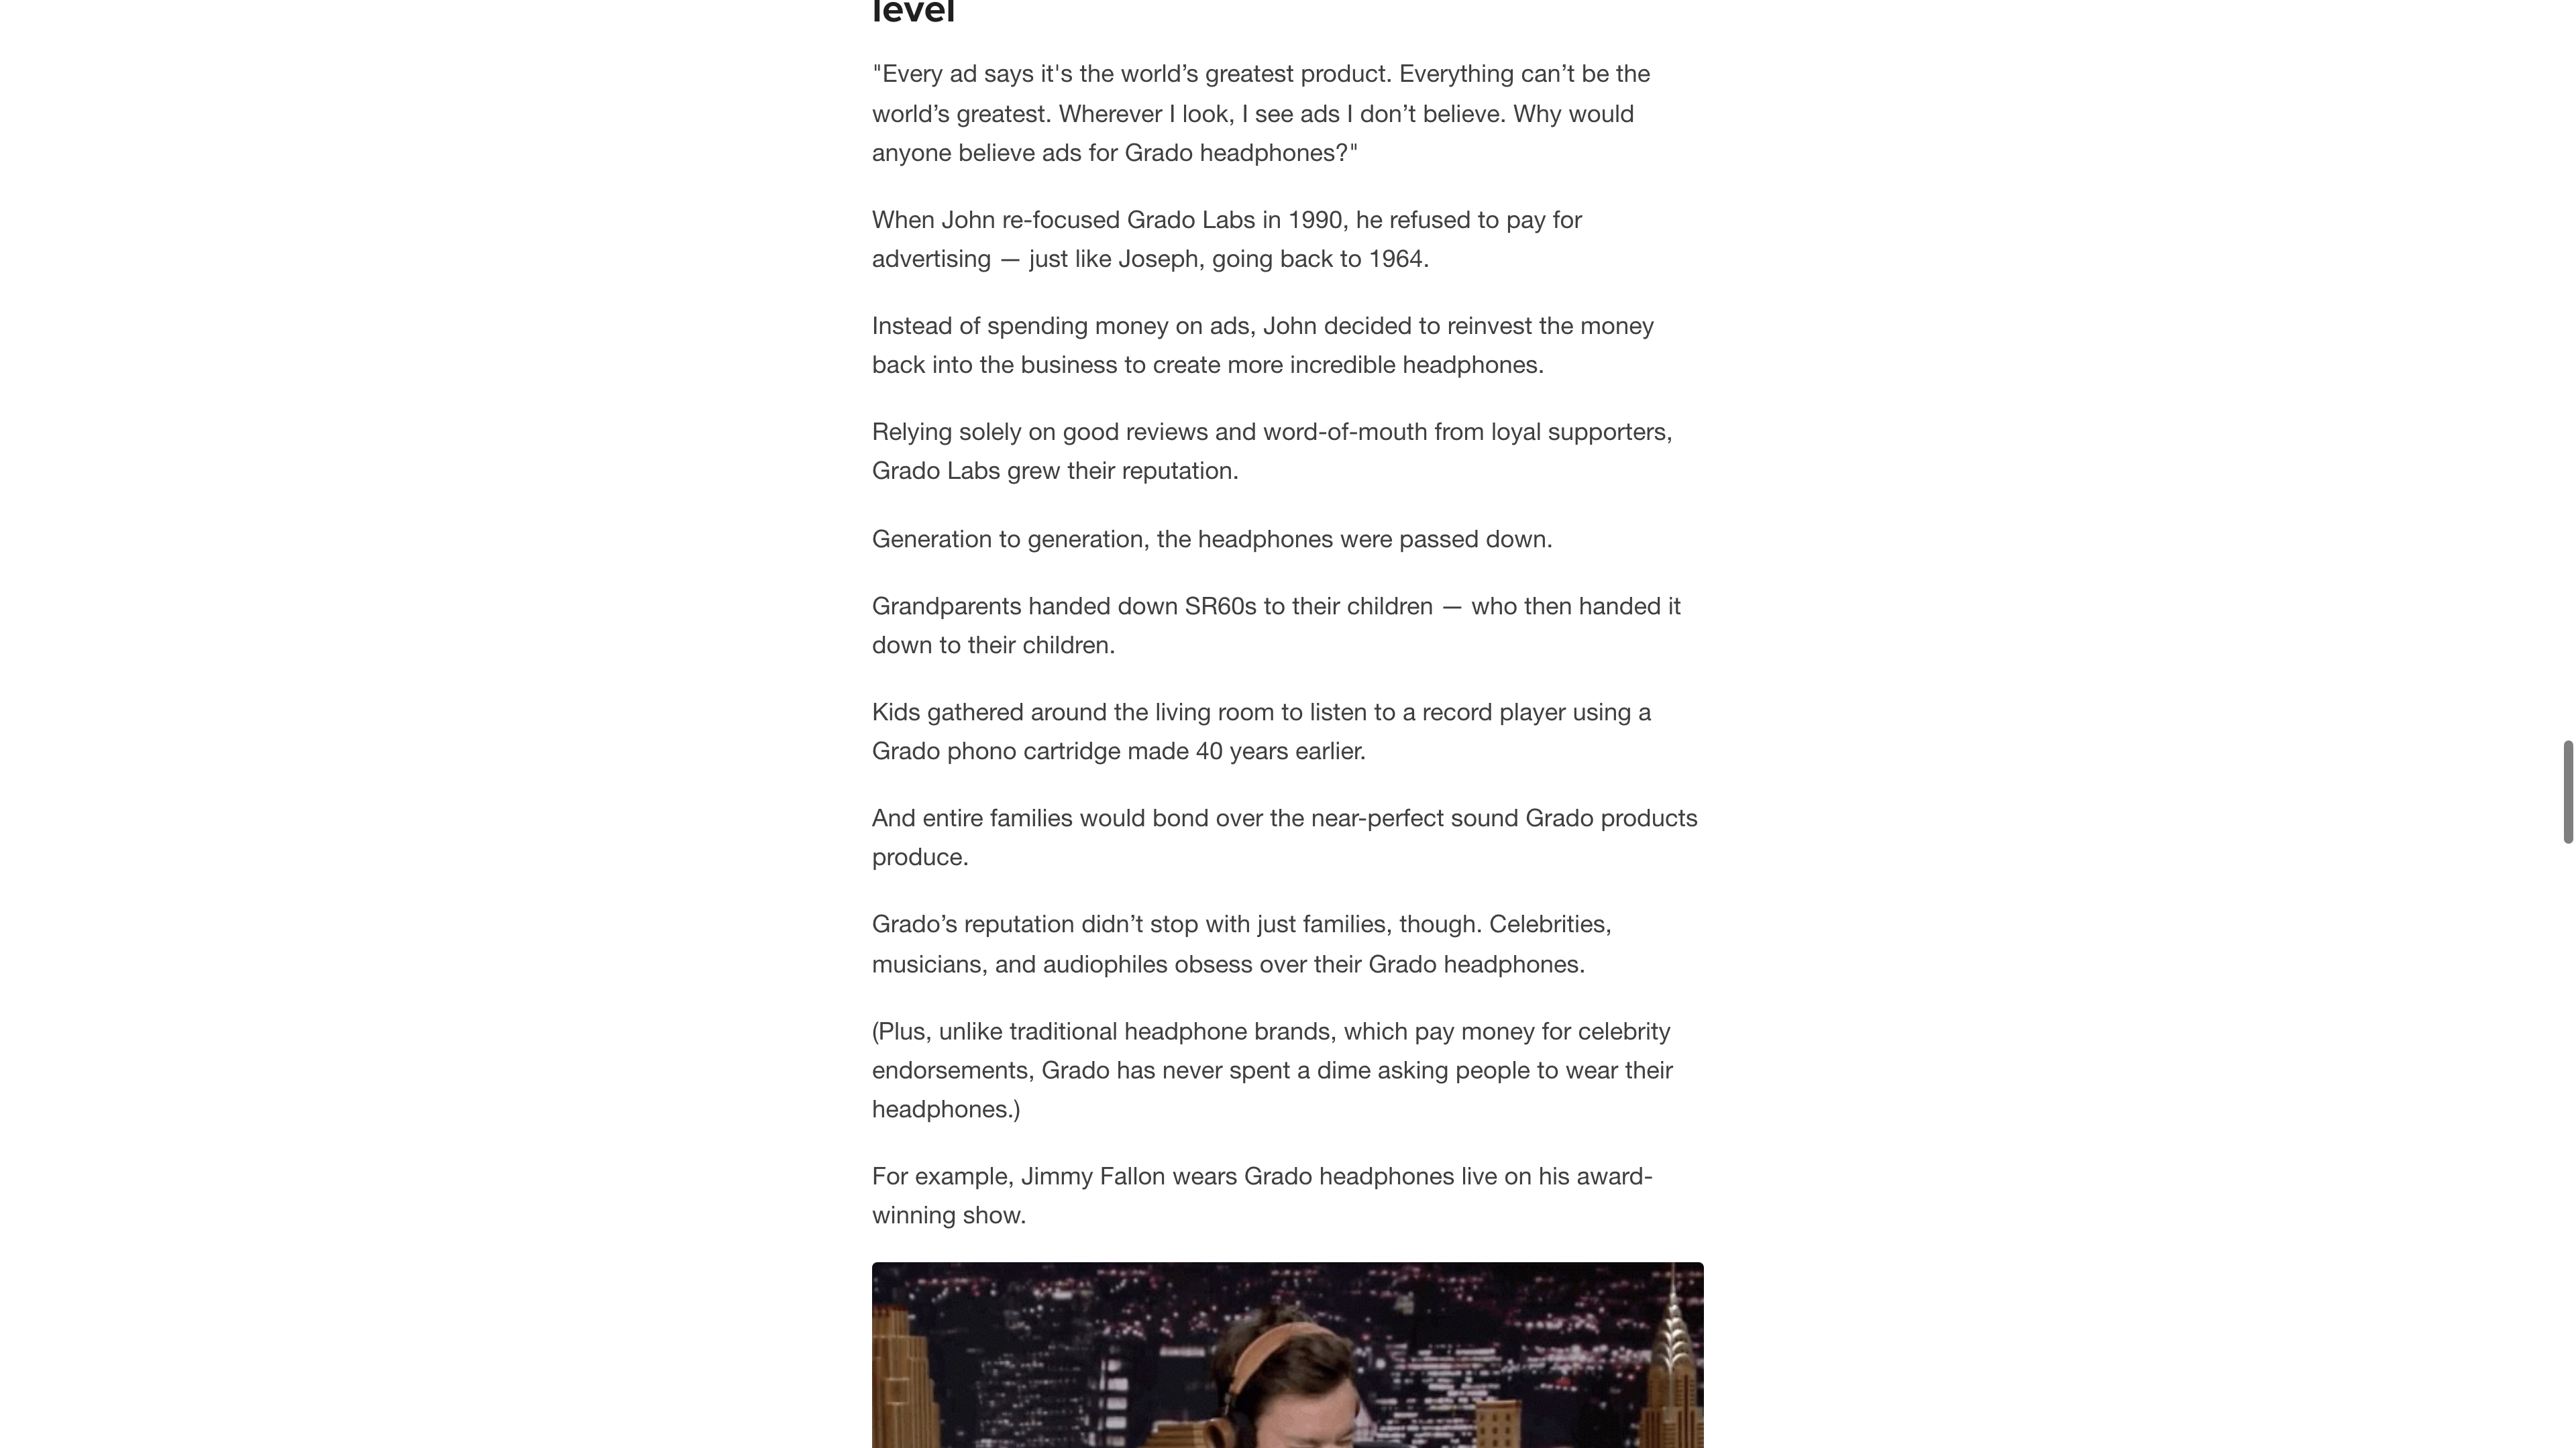 level
"Every ad says it's the world’s greatest product. Everything can’t be the
world’s greatest. Wherever I look, I see ads I don’t believe. Why would
anyone believe ads for Grado headphones?"
When John re-focused Grado Labs in 1990, he refused to pay for
advertising — just like Joseph, going back to 1964.
Instead of spending money on ads, John decided to reinvest the money
back into the business to create more incredible headphones.
Relying solely on good reviews and word-of-mouth from loyal supporters,
Grado Labs grew their reputation.
Generation to generation, the headphones were passed down.
Grandparents handed down SR60s to their children — who then handed it
down to their children.
Kids gathered around the living room to listen to a record player using a
Grado phono cartridge made 40 years earlier.
And entire families would bond over the near-perfect sound Grado products
produce.
Grado’s reputation didn’t stop with just families, though. Celebrities,
musicians, and audiophiles obsess over their Grado headphones.
(Plus, unlike traditional headphone brands, which pay money for celebrity
endorsements, Grado has never spent a dime asking people to wear their
headphones.)
For example, Jimmy Fallon wears Grado headphones live on his award-
winning show.